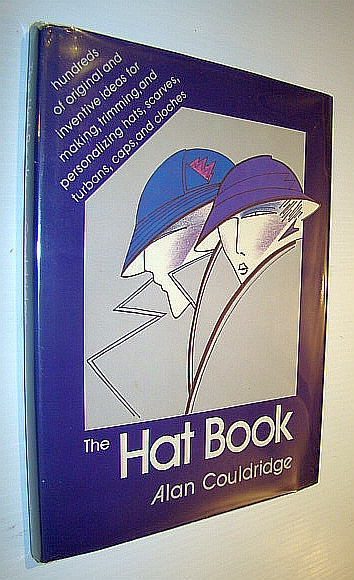 hundreds
of original and
inventive ideas for
making, trimming, and
personalizing hats, scarves,
turbans, caps, and cloches
The Hat Book
Alan Couldridge